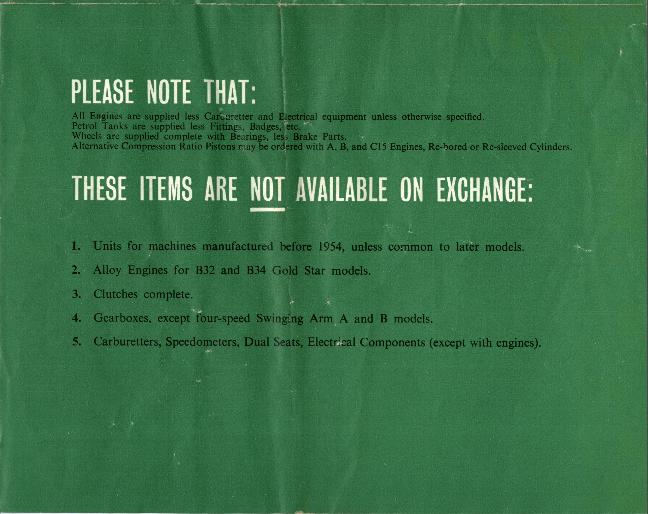 PLEASE NOTE THAT:
All Engines are supplied less Carburetter and Electrical equipment unless otherwise specified.
Petrol Tanks are supplied less Fittings, Badges, etc.
Wheels are supplied complete with Bearings, less Brake Parts.
Alternative Compression Ratio Pistons may be ordered with A, B, and C15 Engines, Re-bored or Re-sleeved Cylinders.
THESE ITEMS ARE NOT AVAILABLE ON EXCHANGE:
1. Units for machines manufactured before 1954, unless common to later models.
2. Alloy Engines for B32 and B34 Gold Star models.
3. Clutches complete.
4. Gearboxes, except four-speed Swinging Arm A and B models.
5. Carburetters, Speedometers, Dual Seats, Electrical Components (except with engines).